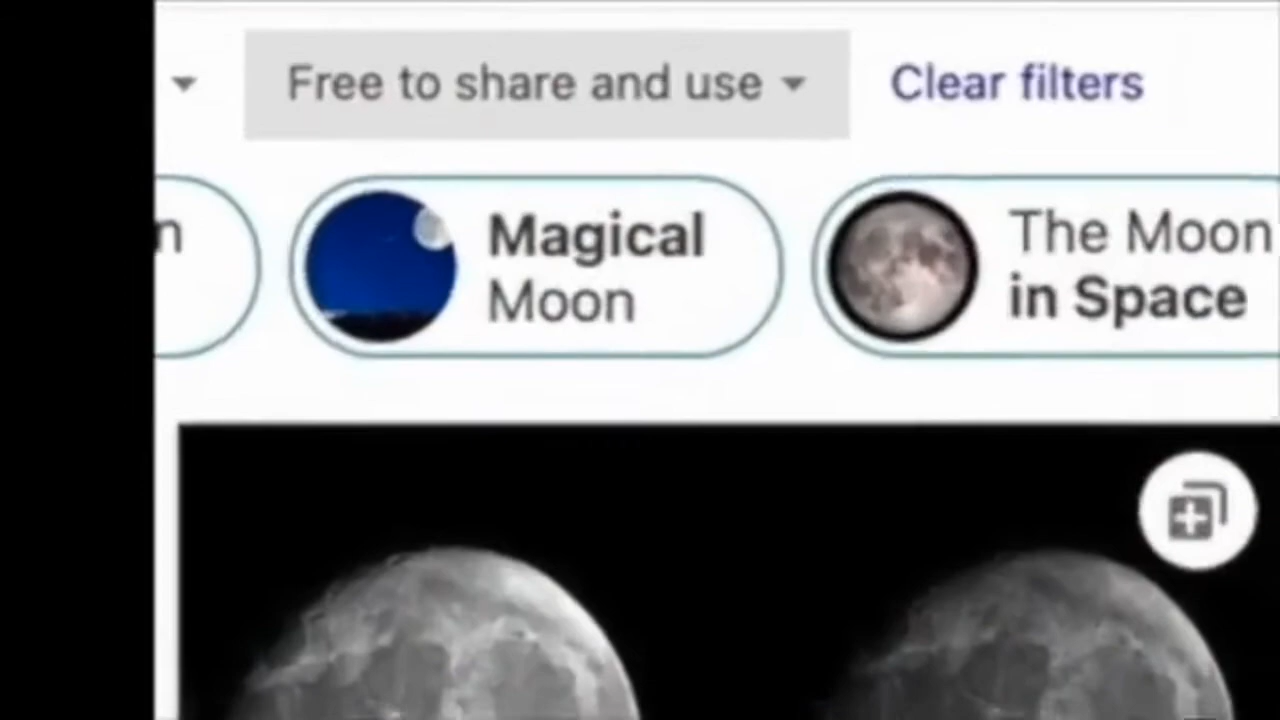 Free to share and use
Clear filters
n
Magical
Moon
The Moon
in Space